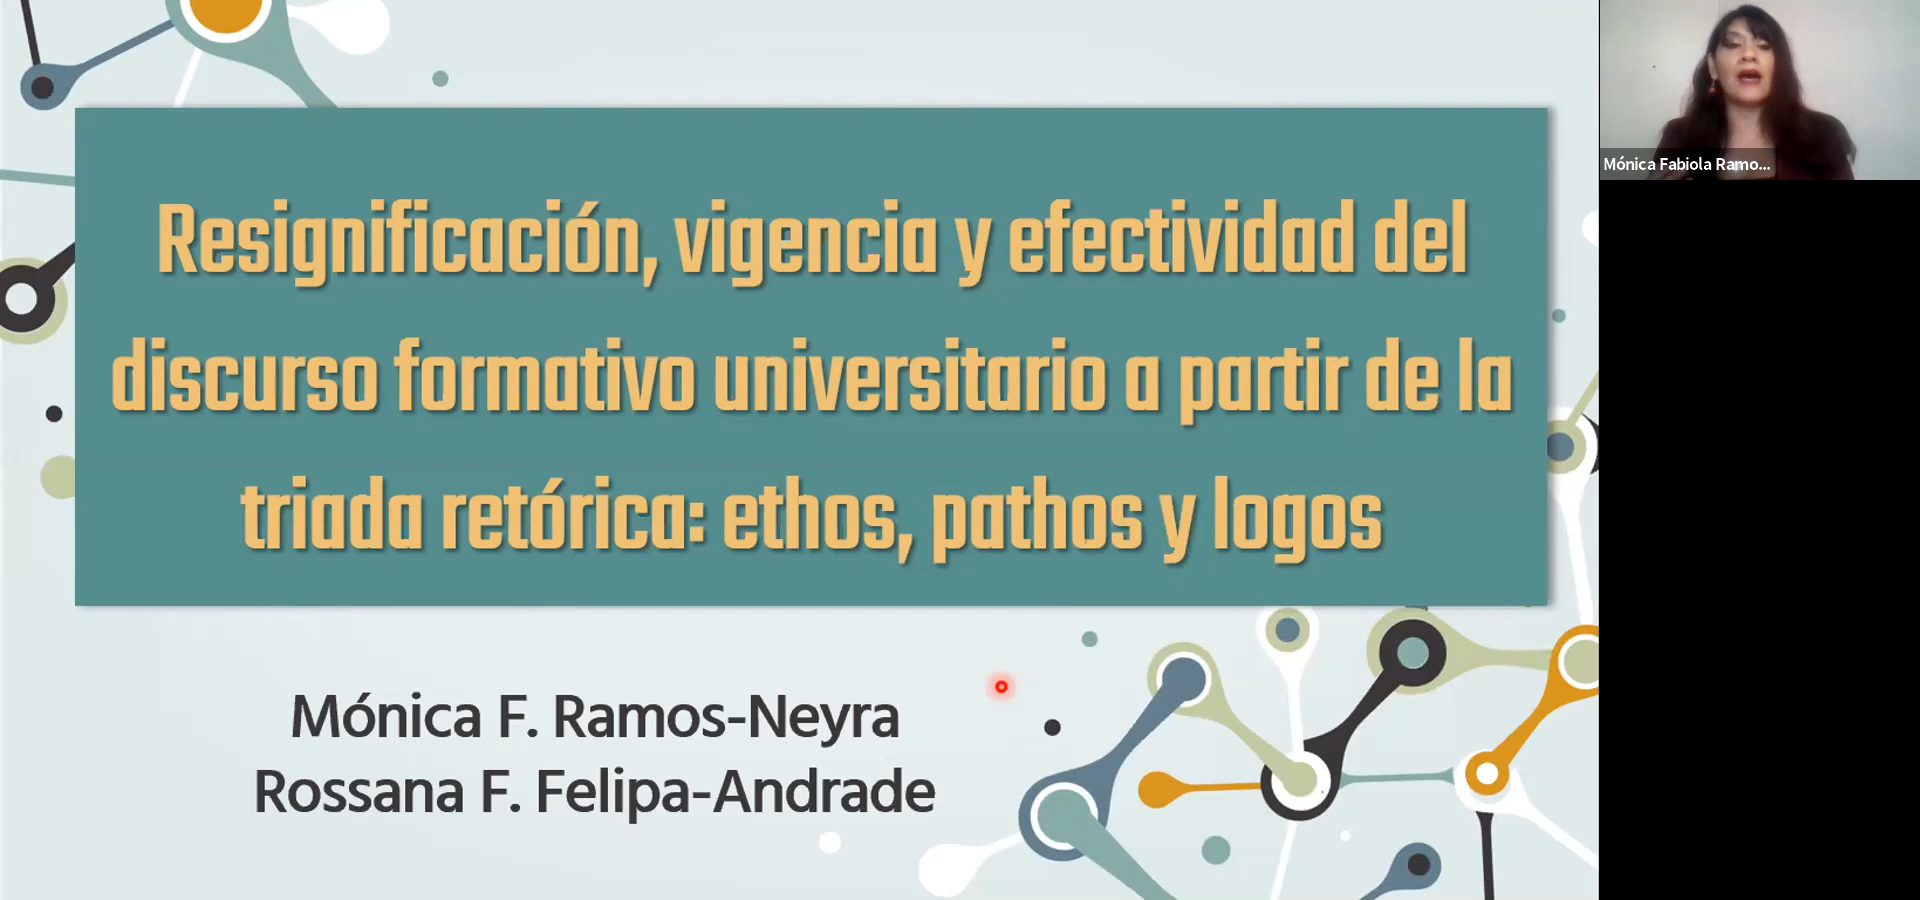 Resignificación, vigencia y efectividad del
discurso formativo universitario a partir de la
triada retórica: ethos, pathos y logos
Mónica F. Ramos-Neyra
Rossana F. Felipa-Andrade
Mónica Fabiola Ramo...